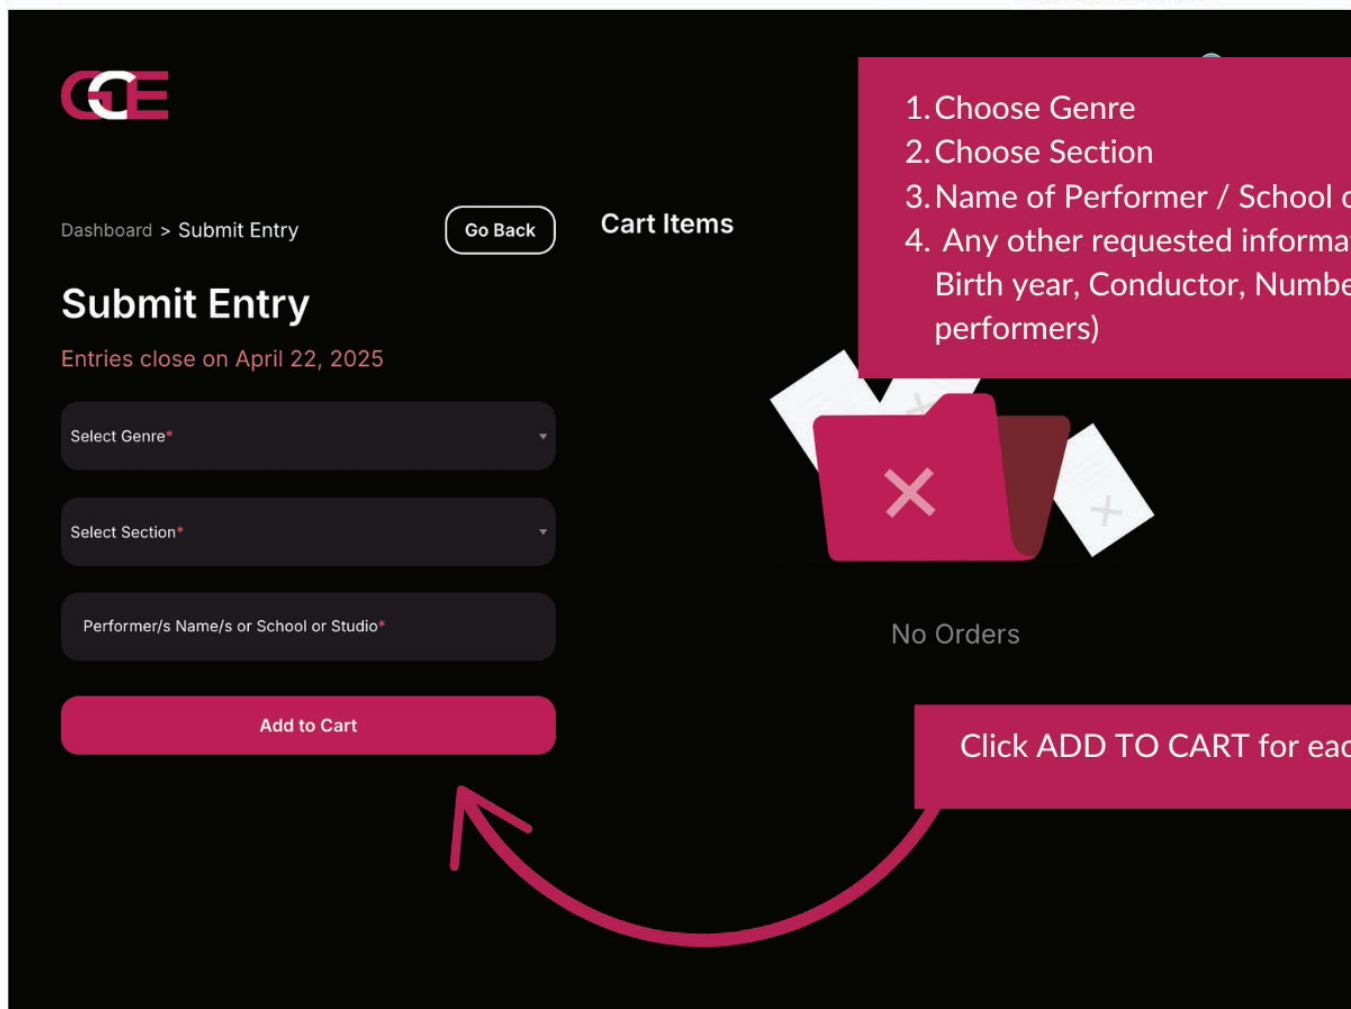 GCE
Dashboard > Submit Entry
Go Back
Submit Entry
Entries close on April 22, 2025
Select Genre*
Select Section*
Performer/s Name/s or School or Studio*
Add to Cart
Cart Items
No Orders
1. Choose Genre
2. Choose Section
3. Name of Performer / School
4. Any other requested
Birth year, Conductor,
performers)
Click ADD TO CART for